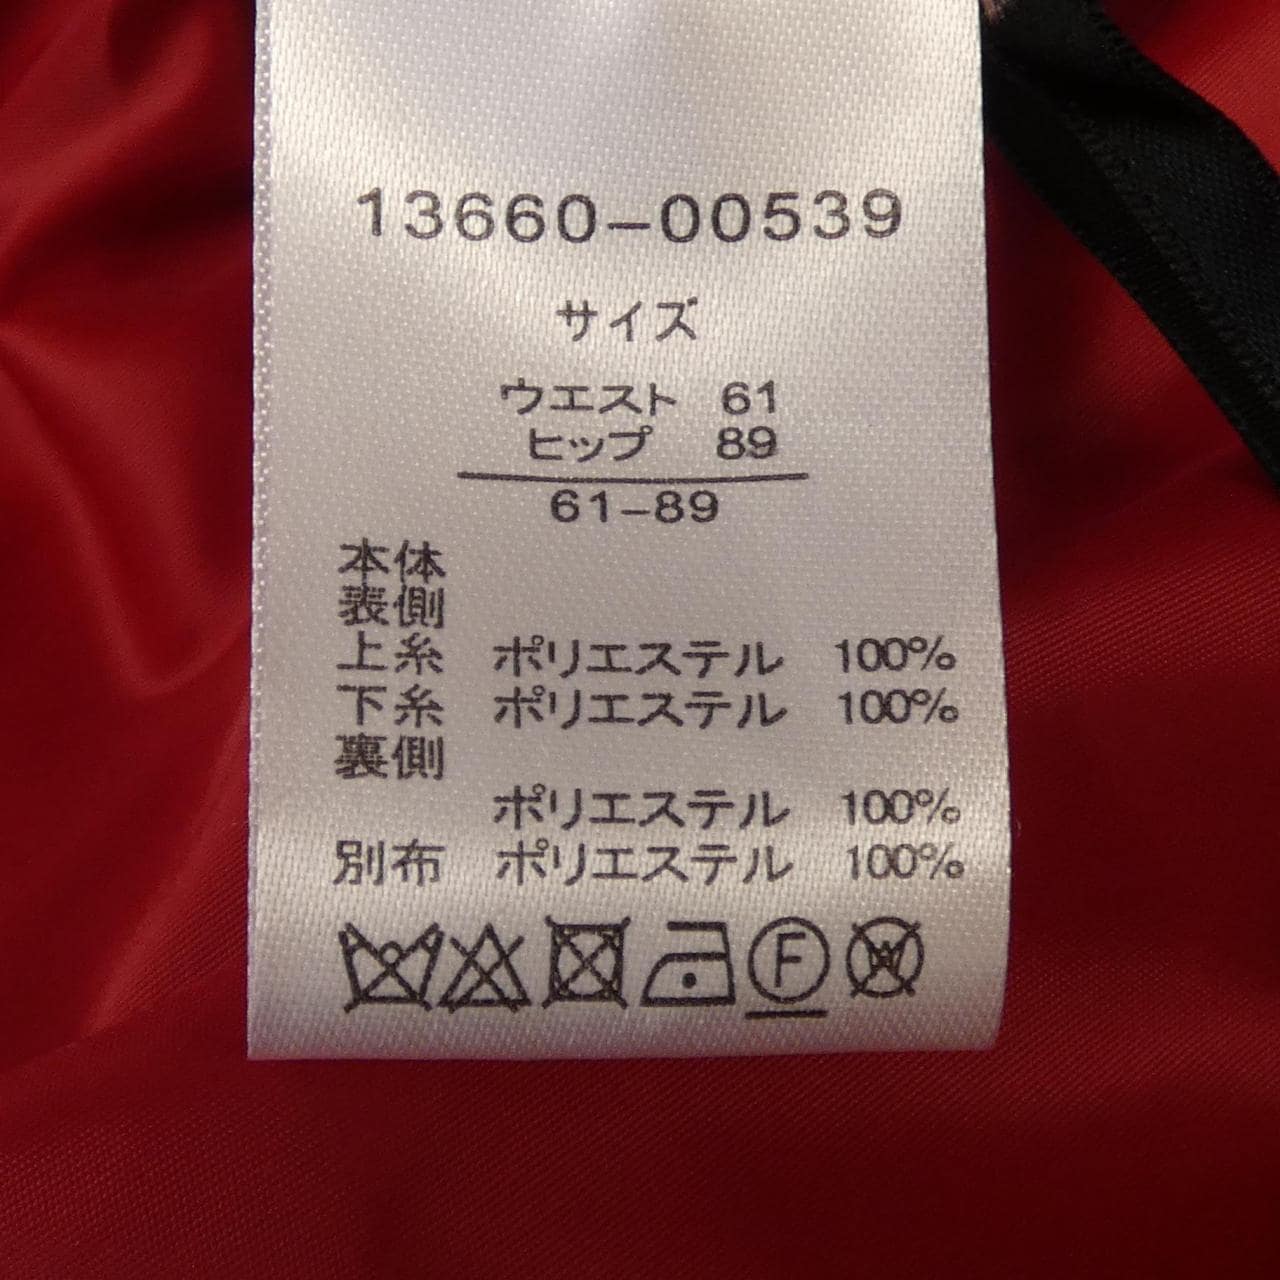 13660-00539
サイズ
ウエスト 61
ヒップ 89
61-89
本体
表側
上糸 ポリエステル 100%
下糸 ポリエステル 100%
裏側
ポリエステル 100%
別布 ポリエステル 100%
F
W